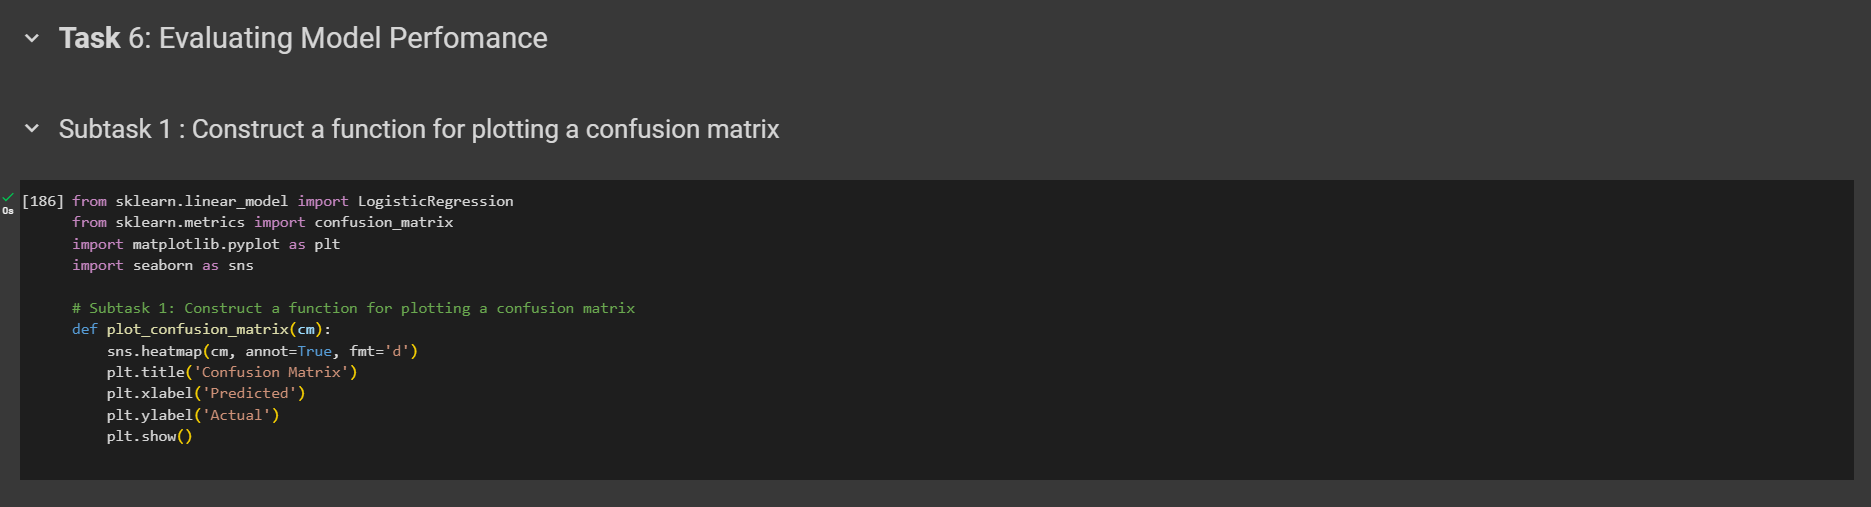 Task 6: Evaluating Model Perfomance
Subtask 1 : Construct a function for plotting a confusion matrix
0s
[186] from sklearn.linear_model import LogisticRegression
from sklearn.metrics import confusion_matrix
import matplotlib.pyplot as plt
import seaborn as sns
# Subtask 1: Construct a function for plotting a confusion matrix
def plot_confusion_matrix(cm):
    sns.heatmap(cm, annot=True, fmt='d')
    plt.title('Confusion Matrix')
    plt.xlabel('Predicted')
    plt.ylabel('Actual')
    plt.show()